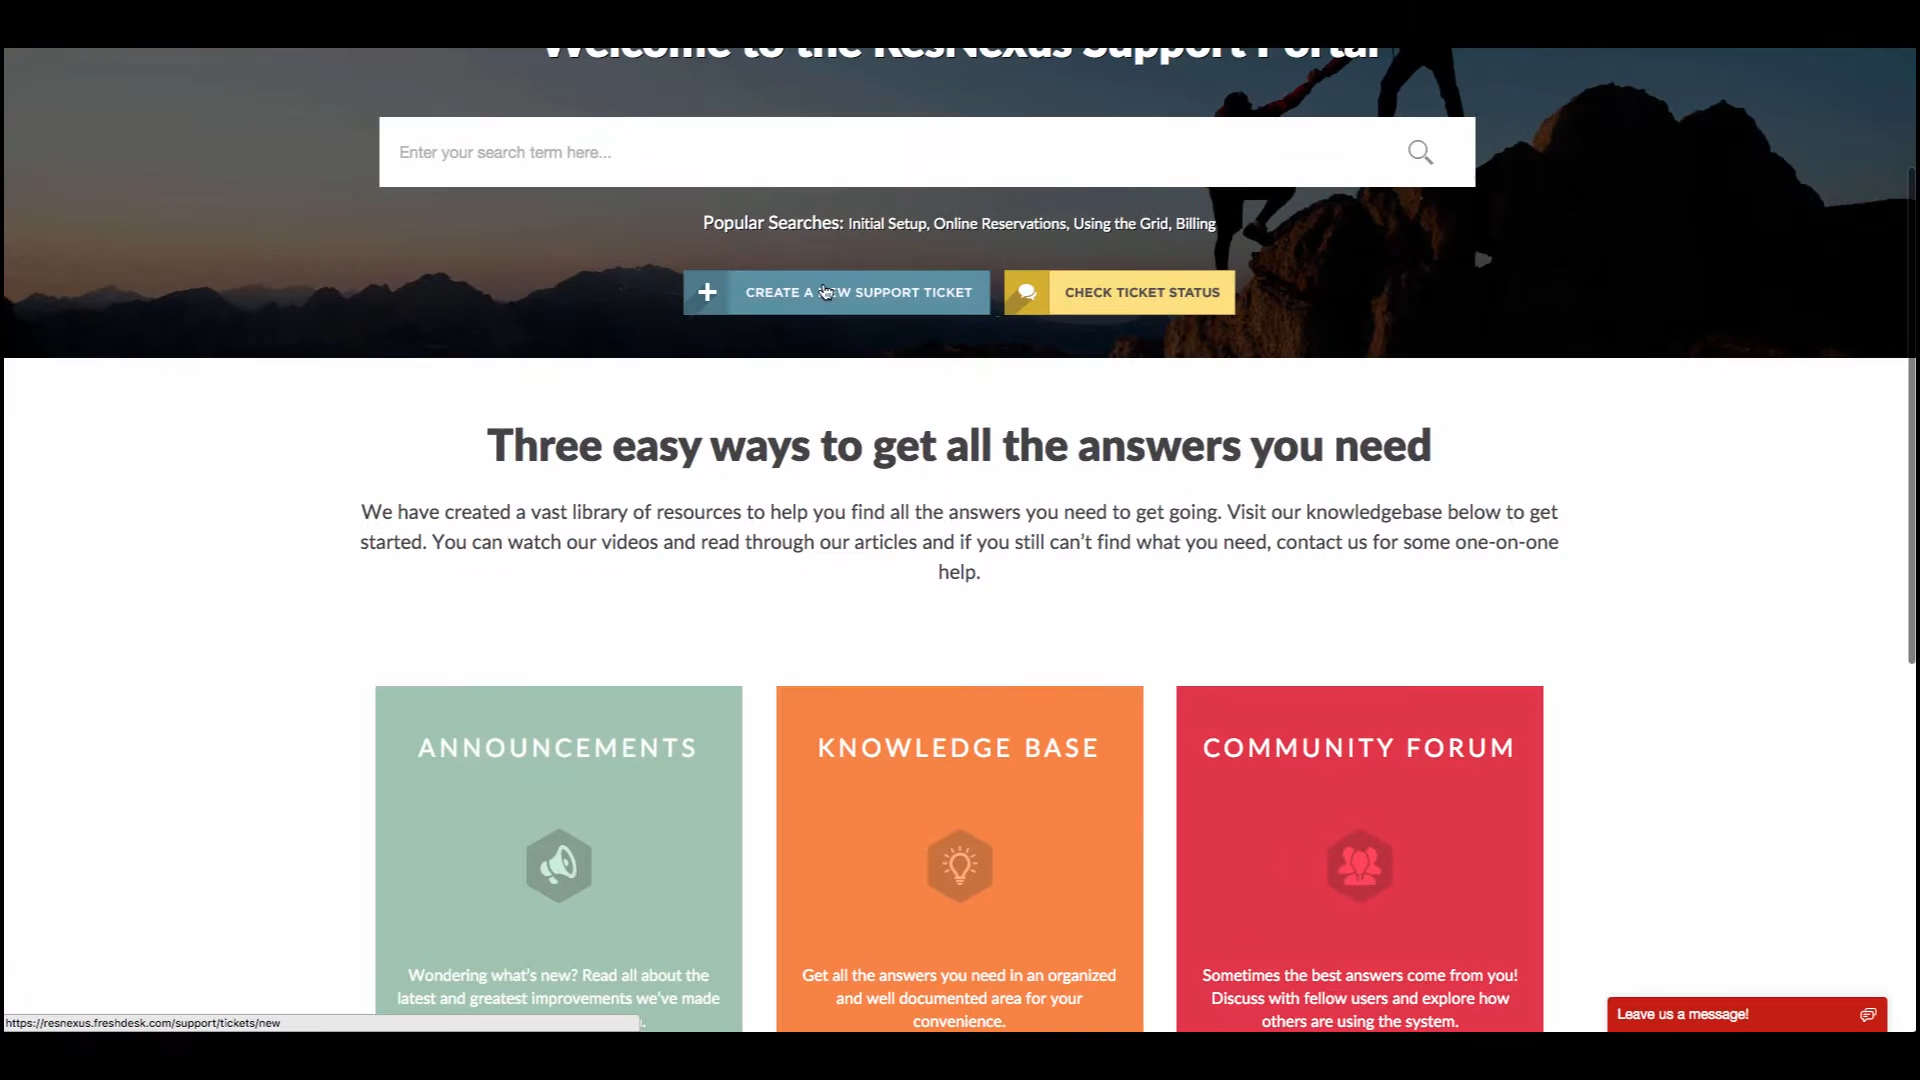 Welcome to the ResNexus Support Portal
Enter your search term here...
Popular Searches: Initial Setup, Online Reservations, Using the Grid, Billing
CREATE A NEW SUPPORT TICKET
CHECK TICKET STATUS
Three easy ways to get all the answers you need
We have created a vast library of resources to help you find all the answers you need to get going. Visit our knowledgebase below to get
started. You can watch our videos and read through our articles and if you still can't find what you need, contact us for some one-on-one
help.
ANNOUNCEMENTS
Wondering what's new? Read all about the
latest and greatest improvements we've made
KNOWLEDGE BASE
Get all the answers you need in an organized
and well documented area for your
convenience.
COMMUNITY FORUM
Sometimes the best answers come from you!
Discuss with fellow users and explore how
others are using the system.
https://resnexus.freshdesk.com/support/tickets/new
Leave us a message!